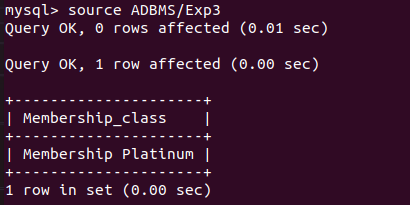 mysql> source ADBMS/Exp3
Query OK, 0 rows affected (0.01 sec)

Query OK, 1 row affected (0.00 sec)

+---------------------+
| Membership_class    |
+---------------------+
| Membership Platinum |
+---------------------+
1 row in set (0.00 sec)